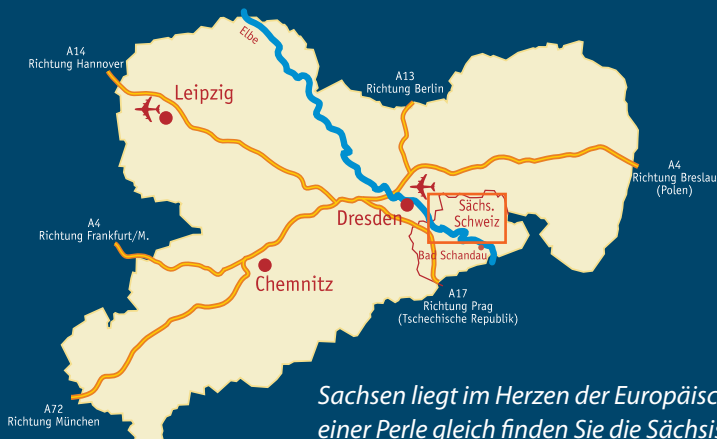 Elbe
A14
Richtung Hannover
A13
Richtung Berlin
Leipzig
A4
Richtung Breslau
(Polen)
Sächs.
Schweiz
Dresden
A4
Richtung Frankfurt/M.
Bad Schandau
Chemnitz
A17
Richtung Prag
(Tschechische Republik)
A72
Richtung München
Sachsen liegt im Herzen der Europäisc
einer Perle gleich finden Sie die Sächsis